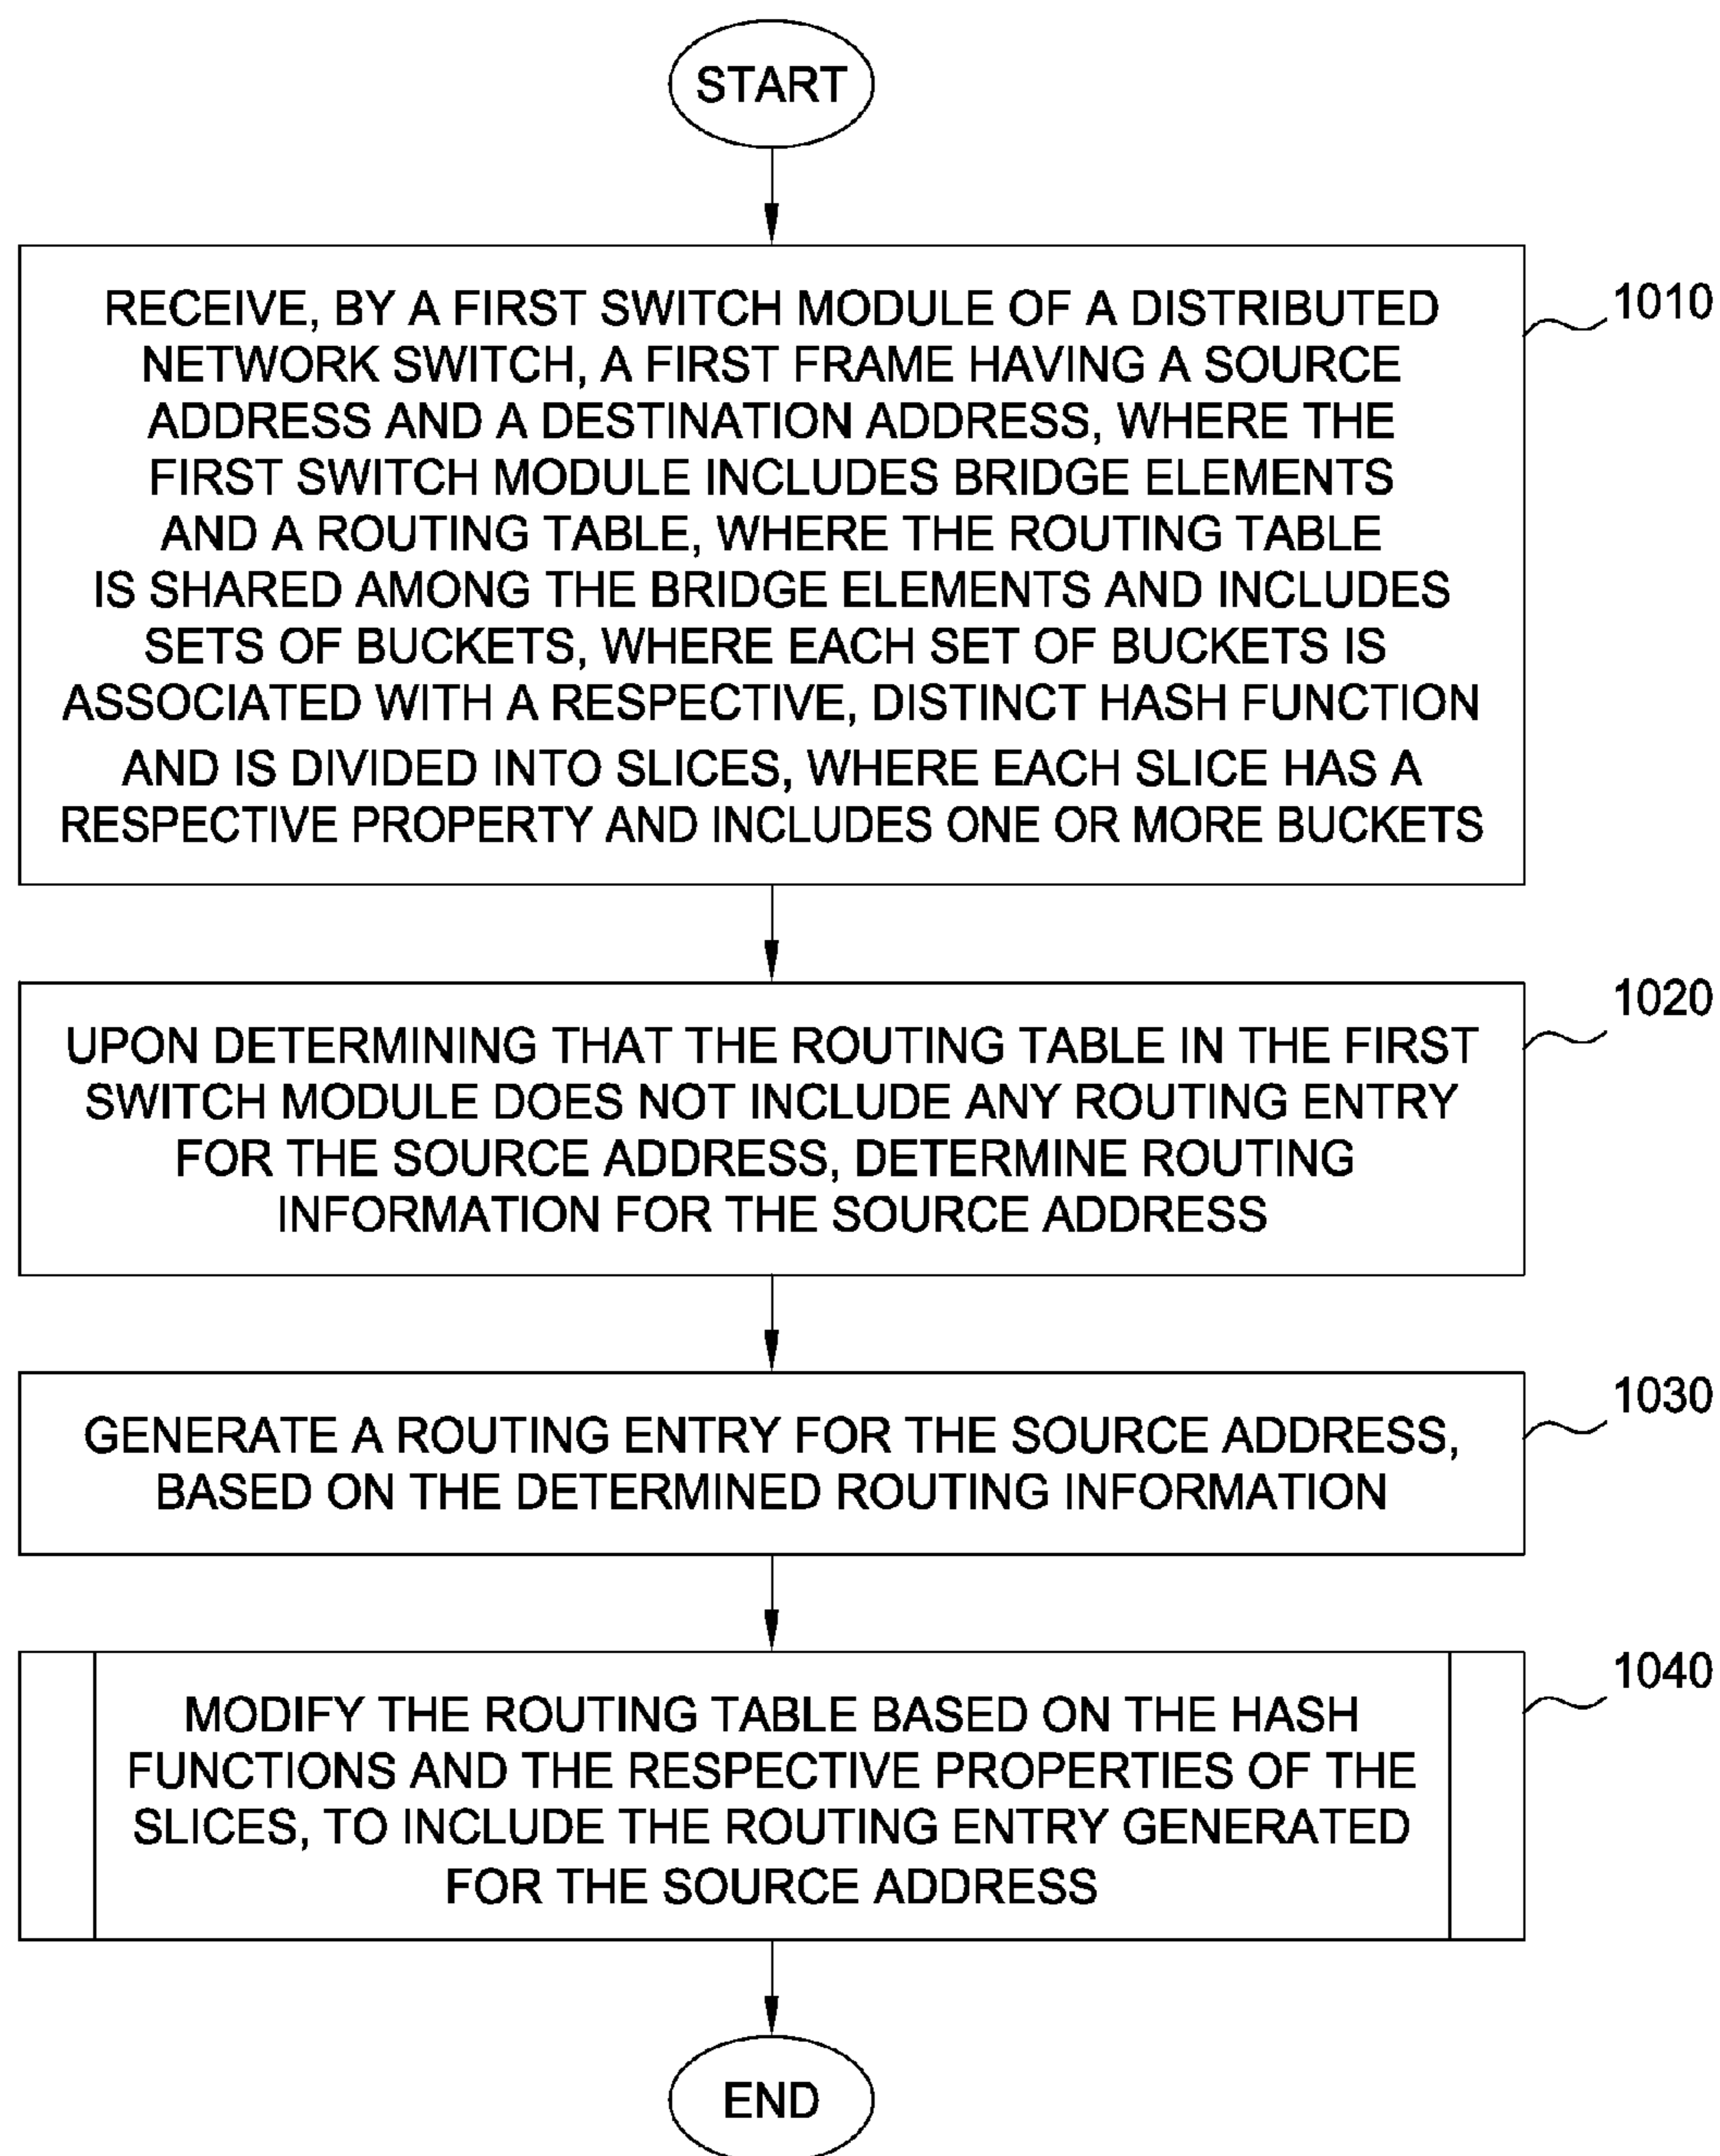 START
RECEIVE, BY A FIRST SWITCH MODULE OF A DISTRIBUTED
NETWORK SWITCH, A FIRST FRAME HAVING A SOURCE
ADDRESS AND A DESTINATION ADDRESS, WHERE THE
FIRST SWITCH MODULE INCLUDES BRIDGE ELEMENTS
AND A ROUTING TABLE, WHERE THE ROUTING TABLE
IS SHARED AMONG THE BRIDGE ELEMENTS AND INCLUDES
SETS OF BUCKETS, WHERE EACH SET OF BUCKETS IS
ASSOCIATED WITH A RESPECTIVE, DISTINCT HASH FUNCTION
AND IS DIVIDED INTO SLICES, WHERE EACH SLICE HAS A
RESPECTIVE PROPERTY AND INCLUDES ONE OR MORE BUCKETS
1010
UPON DETERMINING THAT THE ROUTING TABLE IN THE FIRST
SWITCH MODULE DOES NOT INCLUDE ANY ROUTING ENTRY
FOR THE SOURCE ADDRESS, DETERMINE ROUTING
INFORMATION FOR THE SOURCE ADDRESS
1020
GENERATE A ROUTING ENTRY FOR THE SOURCE ADDRESS,
BASED ON THE DETERMINED ROUTING INFORMATION
1030
MODIFY THE ROUTING TABLE BASED ON THE HASH
FUNCTIONS AND THE RESPECTIVE PROPERTIES OF THE
SLICES, TO INCLUDE THE ROUTING ENTRY GENERATED
FOR THE SOURCE ADDRESS
1040
END